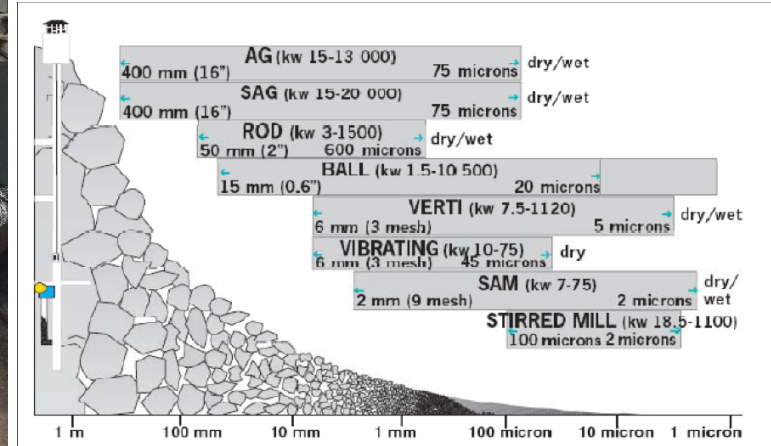 AG (kw 15-13 000)
400 mm (16”) 75 microns dry/wet
SAG (kw 15-20 000)
400 mm (16”) 75 microns dry/wet
ROD (kw 3-1500)
50 mm (2”) 600 microns dry/wet
BALL (kw 1.5-10 500)
15 mm (0.6”) 20 microns
VERTI (kw 7.5-1120)
6 mm (3 mesh) 5 microns dry/wet
VIBRATING (kw 10-75)
6 mm (3 mesh) 45 microns dry
SAM (kw 7-75)
2 mm (9 mesh) 2 microns dry/
wet
STIRRED MILL (kw 18.5-1100)
100 microns 2 microns
1 m 100 mm 10 mm 1 mm 100 micron 10 micron 1 micron